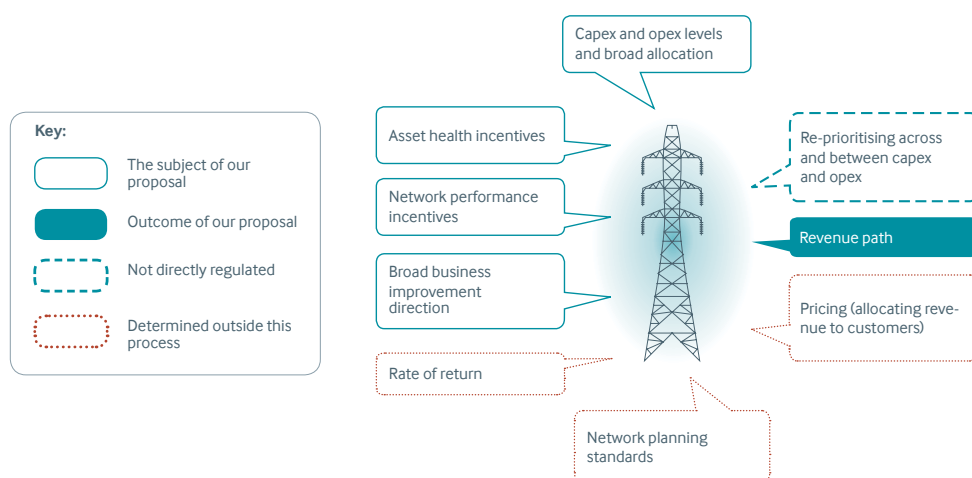 Key:
The subject of our
proposal
Outcome of our proposal
Not directly regulated
Determined outside this
process
Capex and opex levels
and broad allocation
Asset health incentives
Network performance
incentives
Broad business
improvement
direction
Rate of return
Network planning
standards
Re-prioritising across
and between capex
and opex
Revenue path
Pricing (allocating reve-
nue to customers)